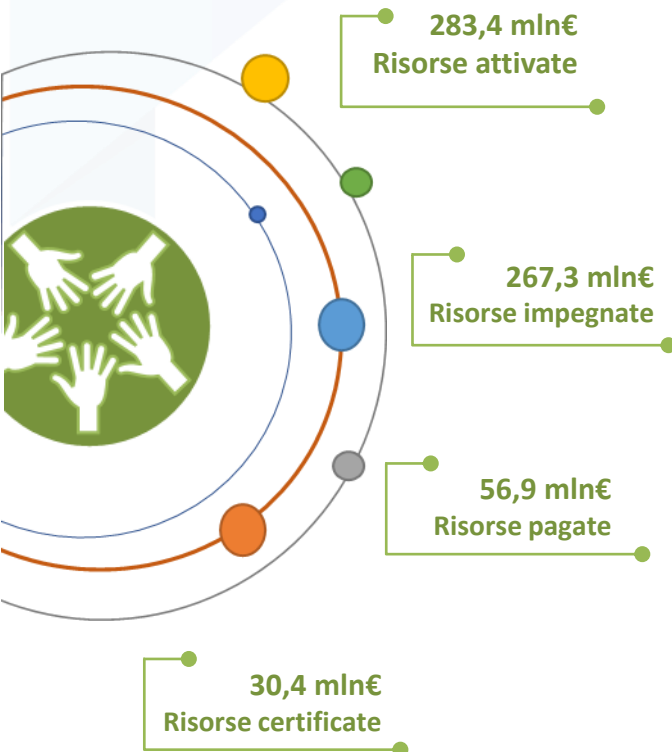 283,4 mln€
Risorse attivate
267,3 mln€
Risorse impegnate
56,9 mln€
Risorse pagate
30,4 mln€
Risorse certificate